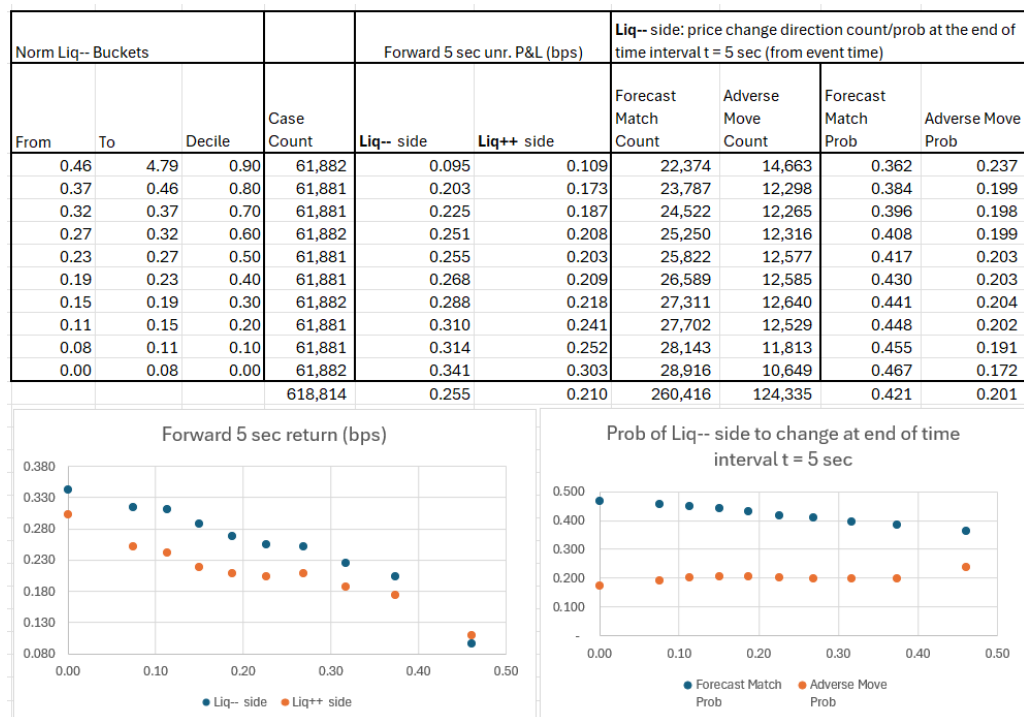 Liq-- side: price change direction count/prob at the end of
Norm Liq-- Buckets Forward 5 sec unr. P&L (bps) time interval t = 5 sec (from event time)
Forecast Adverse Forecast
Case Match Move Match Adverse Move
From To Decile Count Liq-- side Liq++ side Count Count Prob Prob
0.46 4.79 0.90 61,882 0.095 0.109 22,374 14,663 0.362 0.237
0.37 0.46 0.80 61,881 0.203 0.173 23,787 12,298 0.384 0.199
0.32 0.37 0.70 61,881 0.225 0.187 24,522 12,265 0.396 0.198
0.27 0.32 0.60 61,882 0.251 0.208 25,250 12,316 0.408 0.199
0.23 0.27 0.50 61,881 0.255 0.203 25,822 12,577 0.417 0.203
0.19 0.23 0.40 61,881 0.268 0.209 26,589 12,585 0.430 0.203
0.15 0.19 0.30 61,882 0.288 0.218 27,311 12,640 0.441 0.204
0.11 0.15 0.20 61,881 0.310 0.241 27,702 12,529 0.448 0.202
0.08 0.11 0.10 61,881 0.314 0.252 28,143 11,813 0.455 0.191
0.00 0.08 0.00 61,882 0.341 0.303 28,916 10,649 0.467 0.172
618,814 0.255 0.210 260,416 124,335 0.421 0.201
Forward 5 sec return (bps)
0.380
0.330
0.280
0.230
0.180
0.130
0.080
0.00 0.10 0.20 0.30 0.40 0.50
Liq-- side Liq++ side
Prob of Liq-- side to change at end of time
interval t = 5 sec
0.500
0.400
0.300
0.200
0.100
-
0.00 0.10 0.20 0.30 0.40 0.50
Forecast Match Adverse Move
Prob Prob